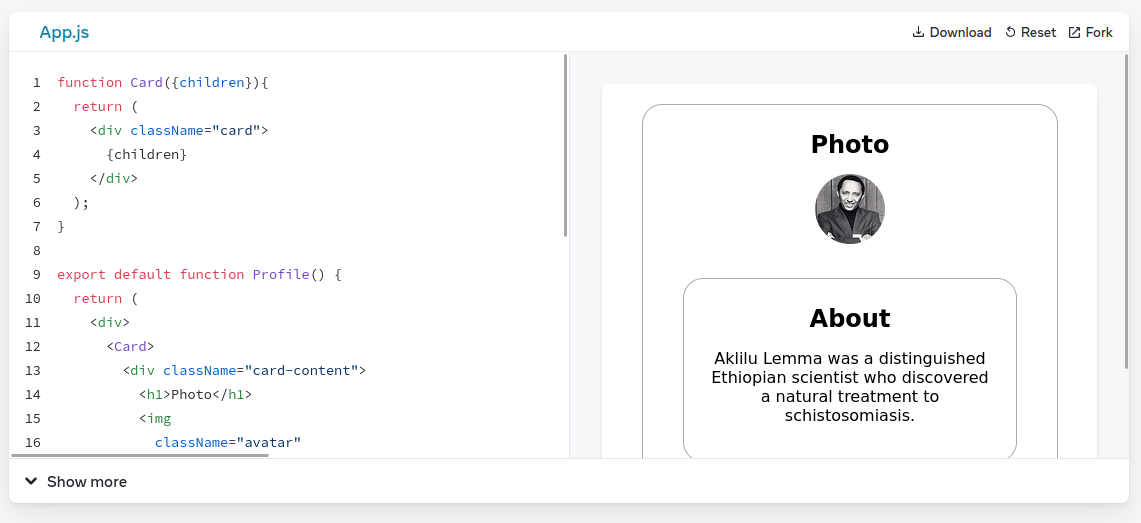 App.js
Download Reset Fork
1 function Card({children}){
2 return (
3 <div className="card">
4 {children}
5 </div>
6 );
7 }
8
9 export default function Profile() {
10 return (
11 <div>
12 <Card>
13 <div className="card-content">
14 <h1>Photo</h1>
15 <img
16 className="avatar"
Photo
About
Aklilu Lemma was a distinguished
Ethiopian scientist who discovered
a natural treatment to
schistosomiasis.
Show more